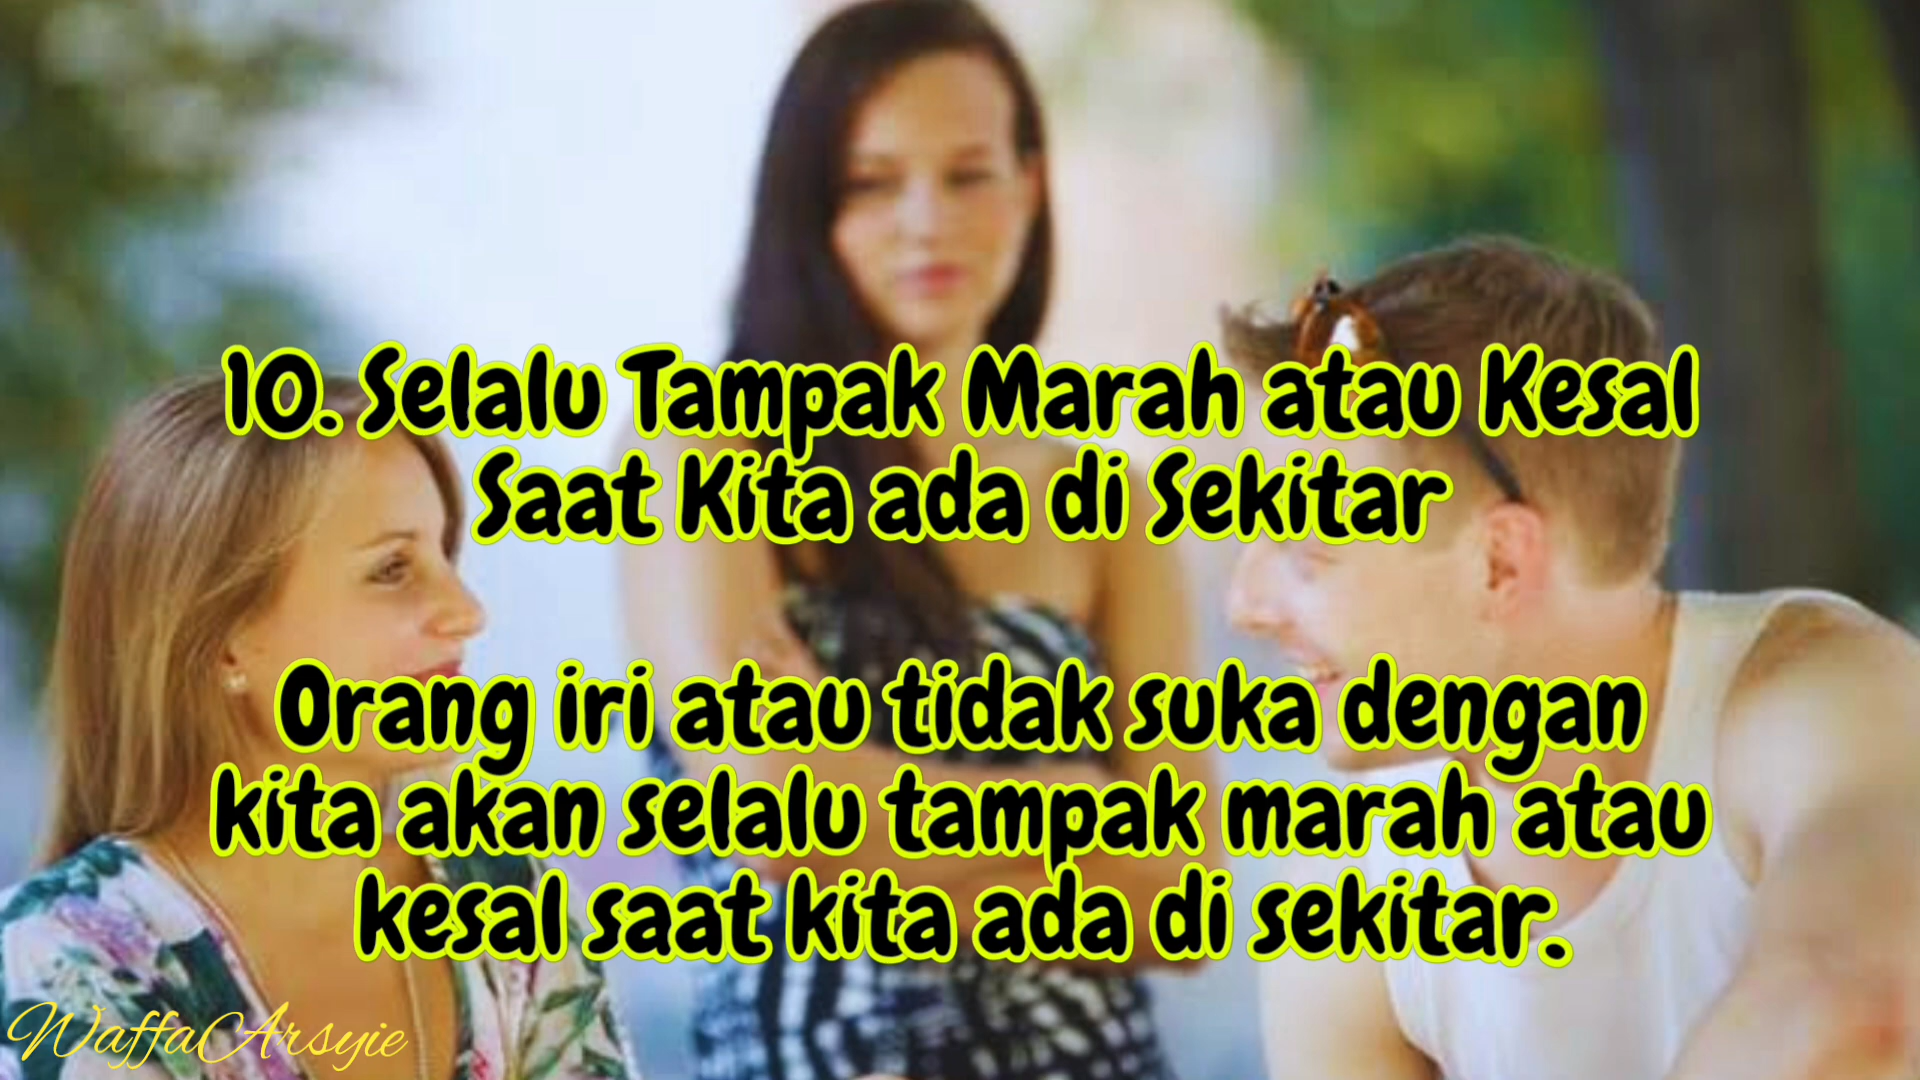 10. Selalu Tampak Marah atau Kesal
Saat Kita ada di Sekitar
Orang iri atau tidak suka dengan
kita akan selalu tampak marah atau
kesal saat kita ada di sekitar.
WaffaArsyie